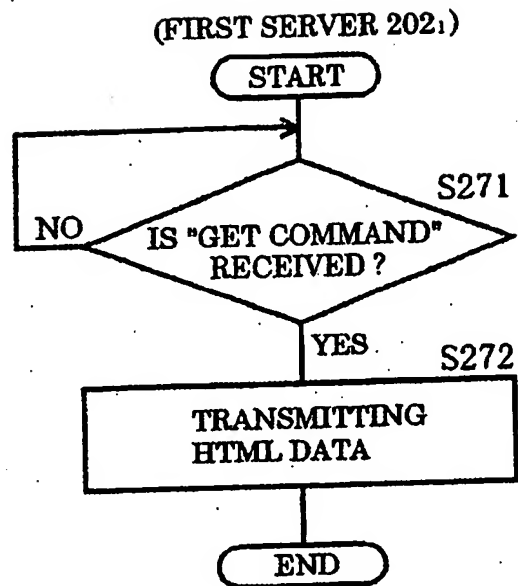 (FIRST SERVER 202₁)
START
S271
NO
IS "GET COMMAND"
RECEIVED ?
YES
S272
TRANSMITTING
HTML DATA
END